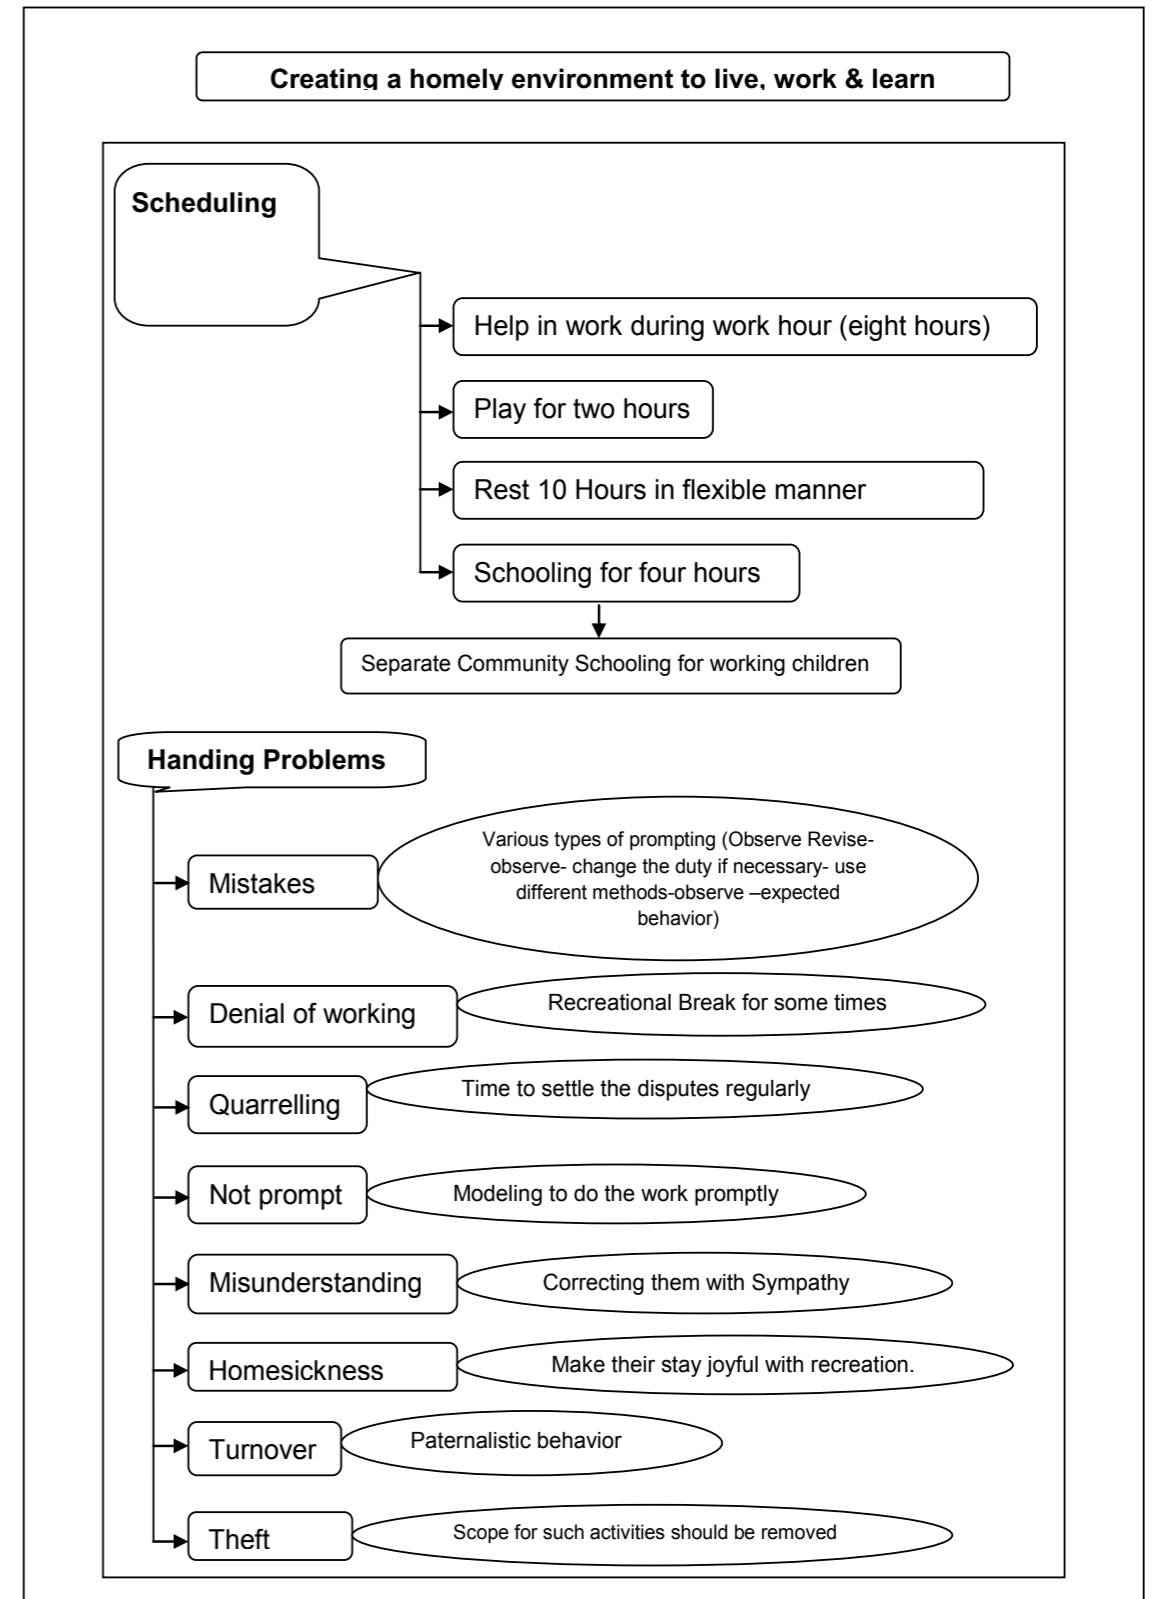 Creating a homely environment to live, work & learn
Scheduling
Help in work during work hour (eight hours)
Play for two hours
Rest 10 Hours in flexible manner
Schooling for four hours
Separate Community Schooling for working children
Handing Problems
Various types of prompting (Observe Revise-
observe- change the duty if necessary- use
different methods-observe –expected
behavior)
Mistakes
Recreational Break for some times
Denial of working
Time to settle the disputes regularly
Quarrelling
Modeling to do the work promptly
Not prompt
Correcting them with Sympathy
Misunderstanding
Make their stay joyful with recreation.
Homesickness
Paternalistic behavior
Turnover
Scope for such activities should be removed
Theft